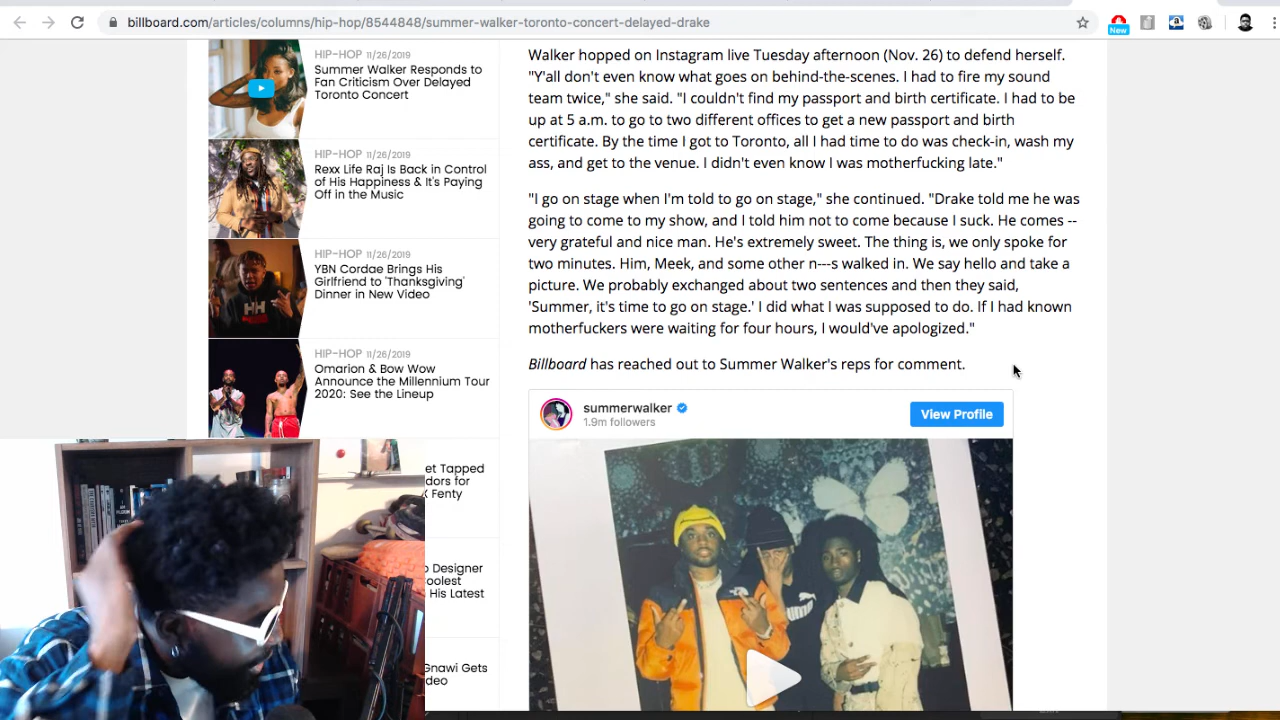 billboard.com/articles/columns/hip-hop/8544848/summer-walker-toronto-concert-delayed-drake
New
HIP-HOP 11/26/2019
Summer Walker Responds to
Fan Criticism Over Delayed
Toronto Concert
HIP-HOP 11/26/2019
Rexx Life Raj Is Back in Control
of His Happiness & It's Paying
Off in the Music
HIP-HOP 11/26/2019
YBN Cordae Brings His
Girlfriend to 'Thanksgiving'
Dinner in New Video
HIP-HOP 11/26/2019
Omarion & Bow Wow
Announce the Millennium Tour
2020: See the Lineup
et Tapped
dors for
Fenty
Designer
oolest
His Latest
Gnawi Gets
deo
Walker hopped on Instagram live Tuesday afternoon (Nov. 26) to defend herself.
"Y'all don't even know what goes on behind-the-scenes. I had to fire my sound
team twice," she said. "I couldn't find my passport and birth certificate. I had to be
up at 5 a.m. to go to two different offices to get a new passport and birth
certificate. By the time I got to Toronto, all I had time to do was check-in, wash my
ass, and get to the venue. I didn't even know I was motherfucking late."
"I go on stage when I'm told to go on stage," she continued. "Drake told me he was
going to come to my show, and I told him not to come because I suck. He comes --
very grateful and nice man. He's extremely sweet. The thing is, we only spoke for
two minutes. Him, Meek, and some other n---s walked in. We say hello and take a
picture. We probably exchanged about two sentences and then they said,
'Summer, it's time to go on stage.' I did what I was supposed to do. If I had known
motherfuckers were waiting for four hours, I would've apologized."
Billboard has reached out to Summer Walker's reps for comment.
summerwalker
1.9m followers
View Profile
HH